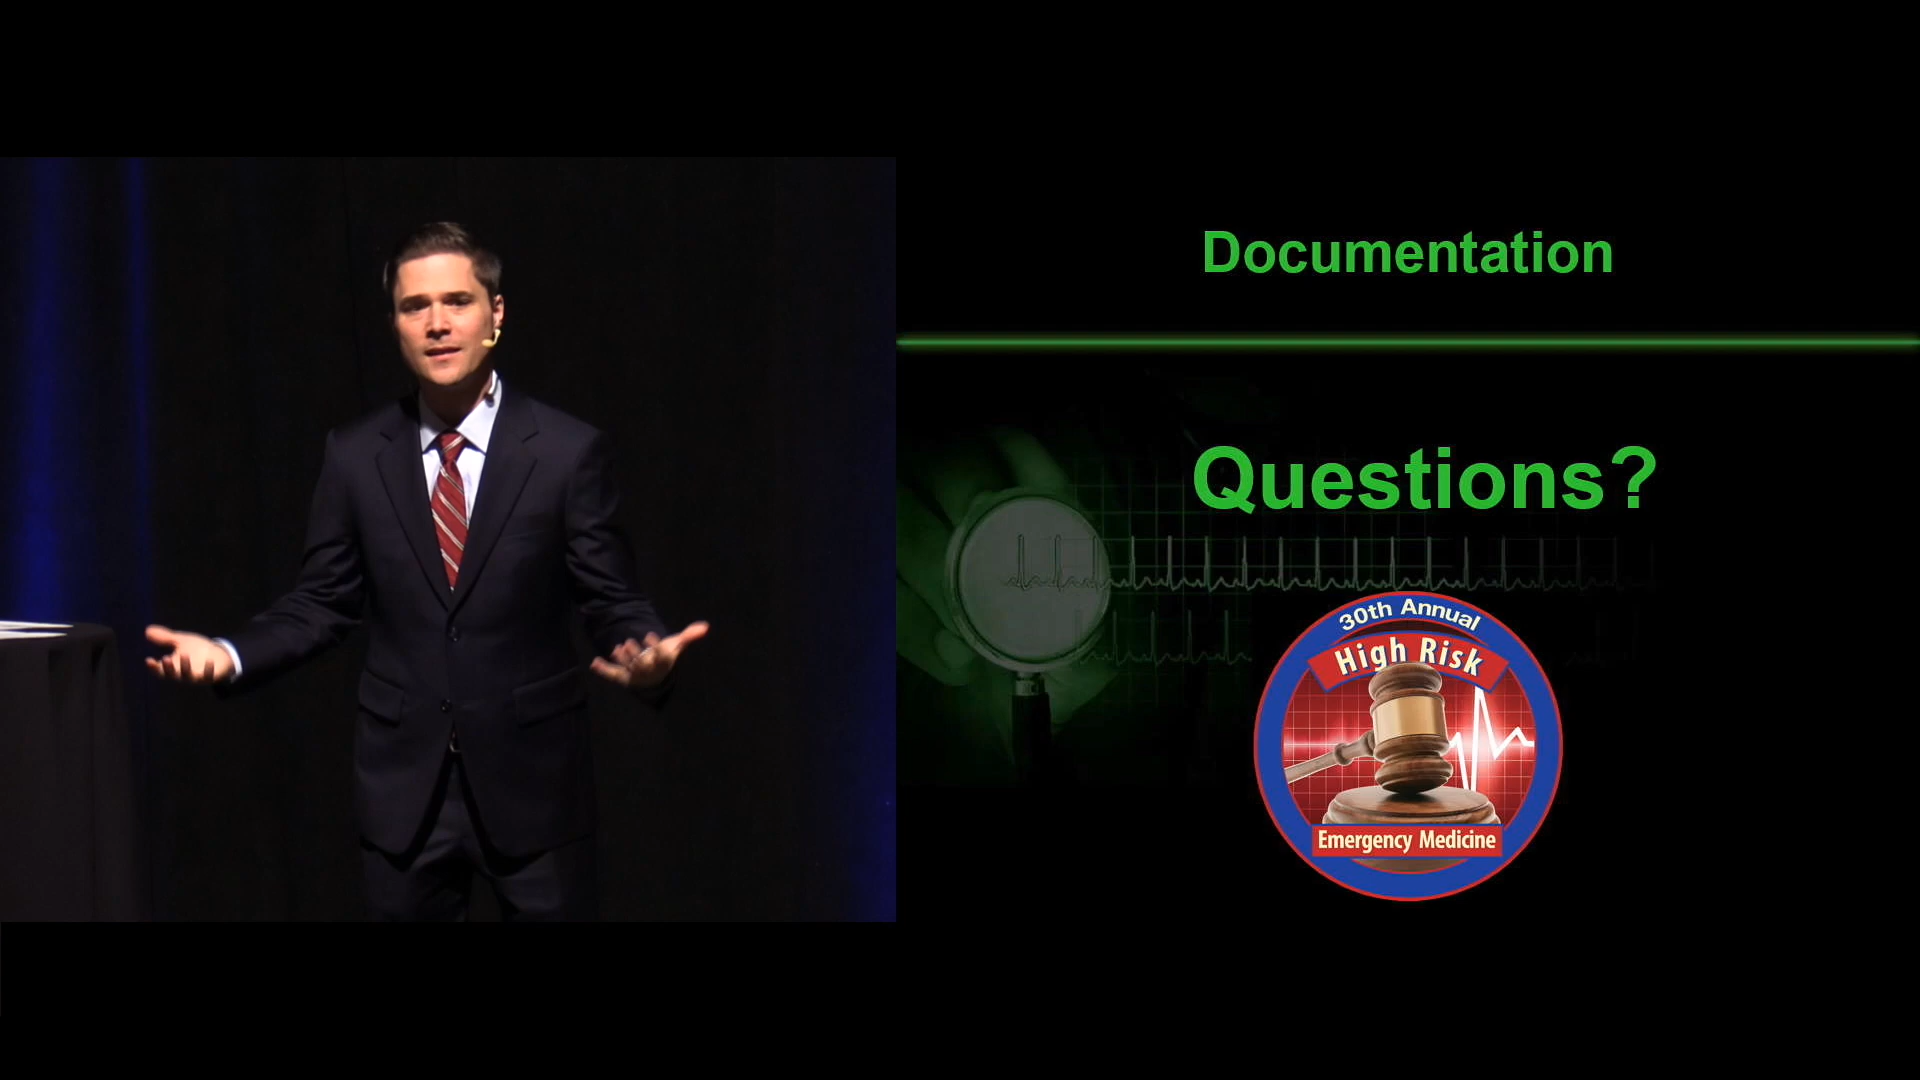 Documentation
Questions?
30th Annual
High Risk
Emergency Medicine